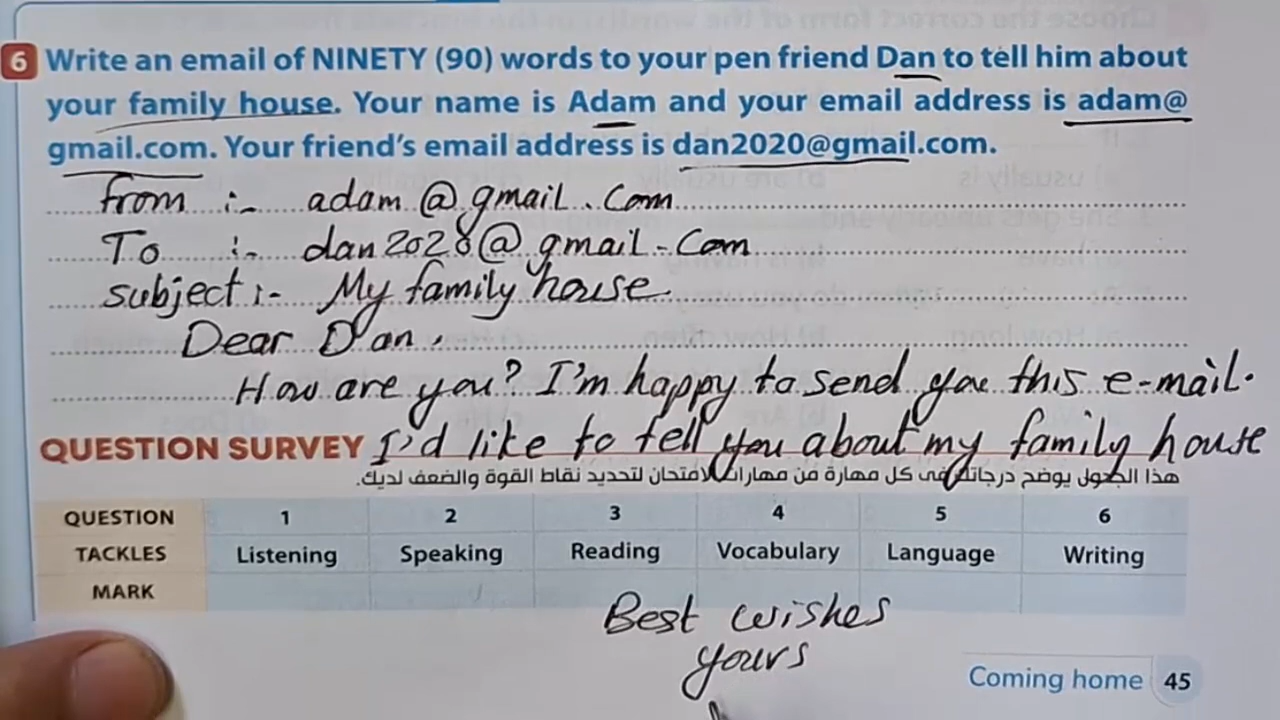 6 Write an email of NINETY (90) words to your pen friend Dan to tell him about
your family house. Your name is Adam and your email address is adam@
gmail.com. Your friend's email address is dan2020@gmail.com.
From :- adam@gmail.Com
To :- dan2020@gmail-Com
subject :- My family house.
Dear Dan,
How are you? I'm happy to send you this e-mail.
QUESTION SURVEY I'd like to tell you about my family house
هذا الجدول يوضح درجاتك فى كل مهارة من مهارات الامتحان لتحديد نقاط القوة والضعف لديك.
QUESTION 1 2 3 4 5 6
TACKLES Listening Speaking Reading Vocabulary Language Writing
MARK
Best wishes
yours
Coming home 45